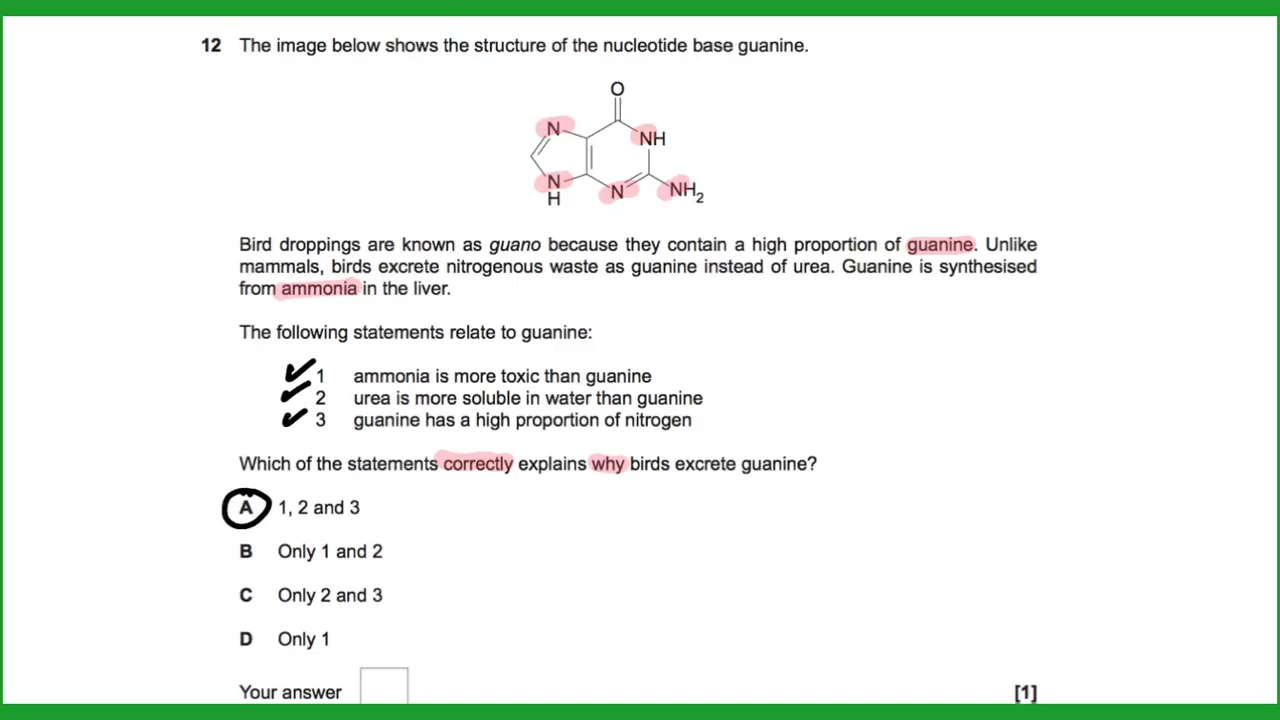 12 The image below shows the structure of the nucleotide base guanine.
O
N
NH
N
H
N
NH2
Bird droppings are known as guano because they contain a high proportion of guanine. Unlike
mammals, birds excrete nitrogenous waste as guanine instead of urea. Guanine is synthesised
from ammonia in the liver.
The following statements relate to guanine:
1 ammonia is more toxic than guanine
2 urea is more soluble in water than guanine
3 guanine has a high proportion of nitrogen
Which of the statements correctly explains why birds excrete guanine?
A 1, 2 and 3
B Only 1 and 2
C Only 2 and 3
D Only 1
Your answer [1]